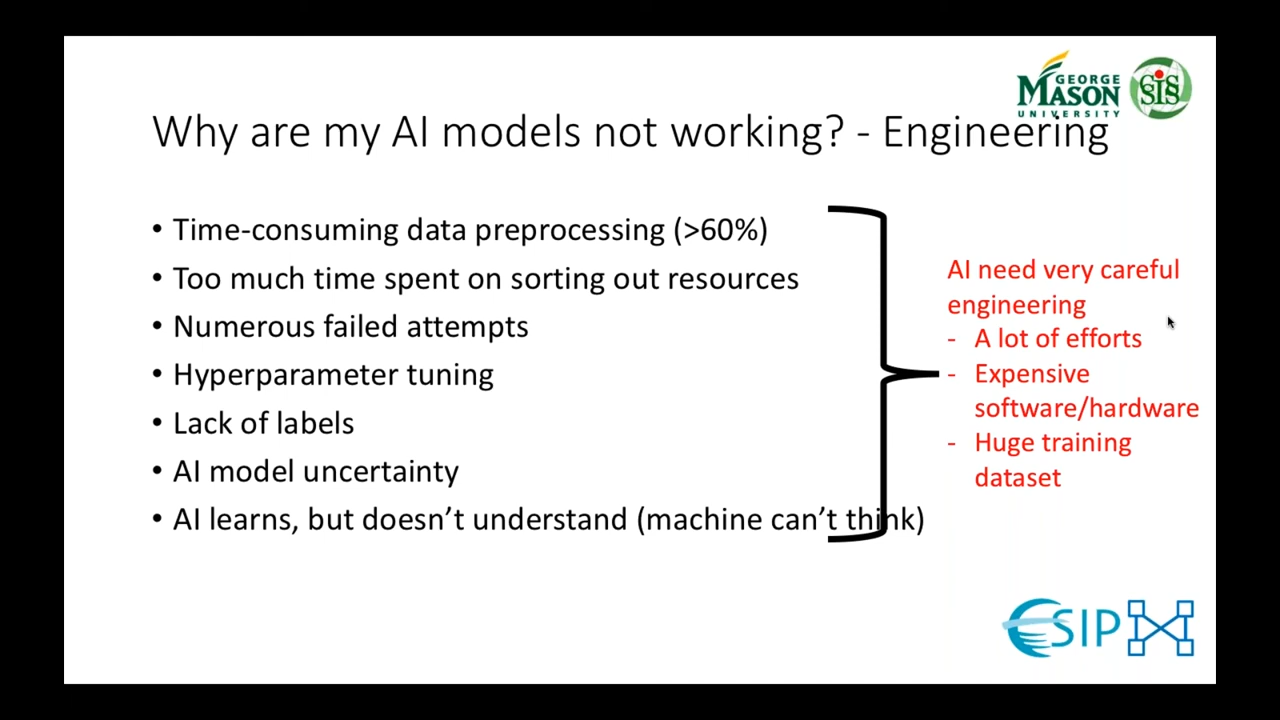 GEORGE
MASON
UNIVERSITY
SIS
Why are my AI models not working? - Engineering
• Time-consuming data preprocessing (>60%)
• Too much time spent on sorting out resources
• Numerous failed attempts
• Hyperparameter tuning
• Lack of labels
• AI model uncertainty
• AI learns, but doesn’t understand (machine can’t think)
AI need very careful
engineering
- A lot of efforts
- Expensive
software/hardware
- Huge training
dataset
ESIP